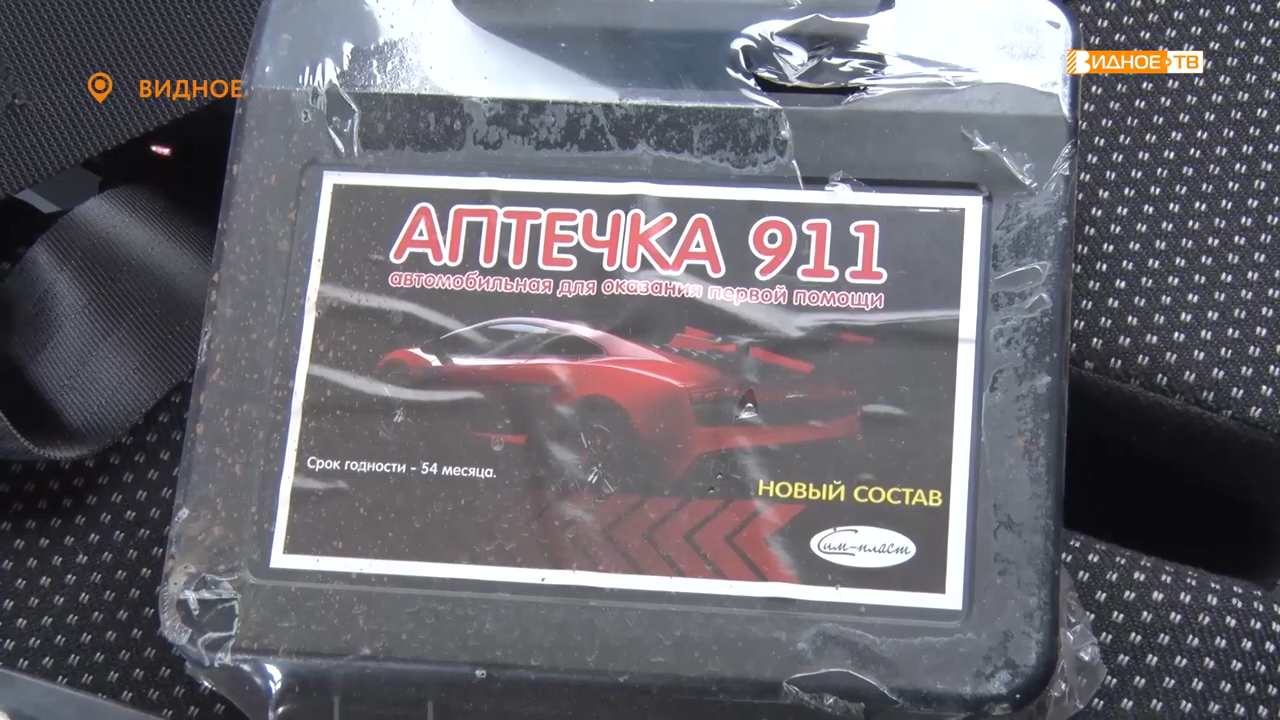 ВИДНОЕ
ВИДНОЕ ТВ
АПТЕЧКА 911
автомобильная для оказания первой помощи
Срок годности - 54 месяца.
НОВЫЙ СОСТАВ
Сим-пласт